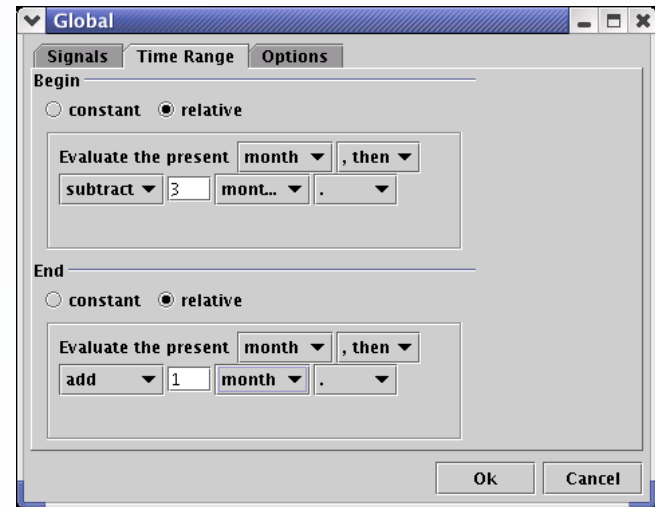 Global
Signals Time Range Options
Begin
constant relative
Evaluate the present month , then
subtract 3 mont... .
End
constant relative
Evaluate the present month , then
add 1 month .
Ok Cancel